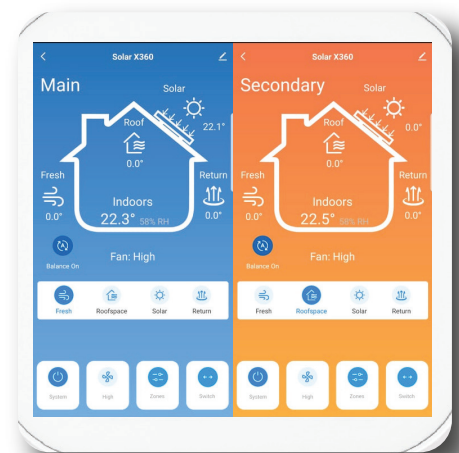 Solar X360
Main
Solar
22.1°
Roof
0.0°
Fresh
0.0°
Return
0.0°
Indoors
22.3° 58% RH
Balance On
Fan: High
Fresh
Roofspace
Solar
Return
System
High
Zones
Switch
Solar X360
Secondary
Solar
0.0°
Roof
0.0°
Fresh
0.0°
Return
0.0°
Indoors
22.5° 58% RH
Balance On
Fan: High
Fresh
Roofspace
Solar
Return
System
High
Zones
Switch